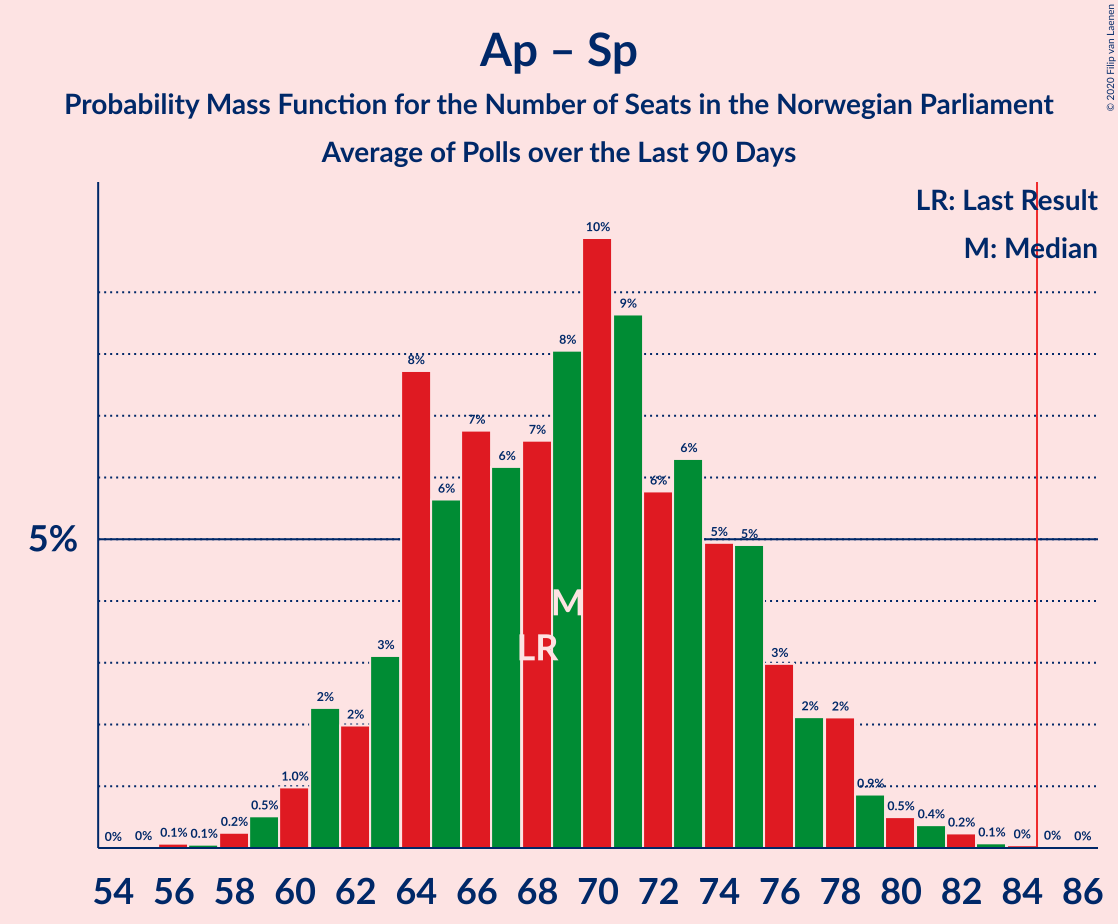 Ap – Sp
Probability Mass Function for the Number of Seats in the Norwegian Parliament
Average of Polls over the Last 90 Days
© 2020 Filip van Laenen
LR: Last Result
M: Median
5%
0% 0% 0.1% 0.1% 0.2% 0.5% 1.0% 2% 2% 3% 8% 6% 7% 6% 7% 8% 10% 9% 6% 6% 5% 5% 3% 2% 2% 0.9% 0.5% 0.4% 0.2% 0.1% 0% 0% 0%
M
LR
54 56 58 60 62 64 66 68 70 72 74 76 78 80 82 84 86